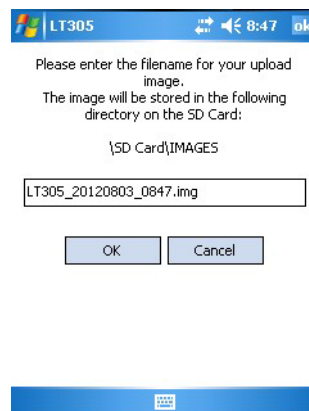 LT305 8:47 ok
Please enter the filename for your upload
image.
The image will be stored in the following
directory on the SD Card:
\SD Card\IMAGES
LT305_20120803_0847.img
OK Cancel